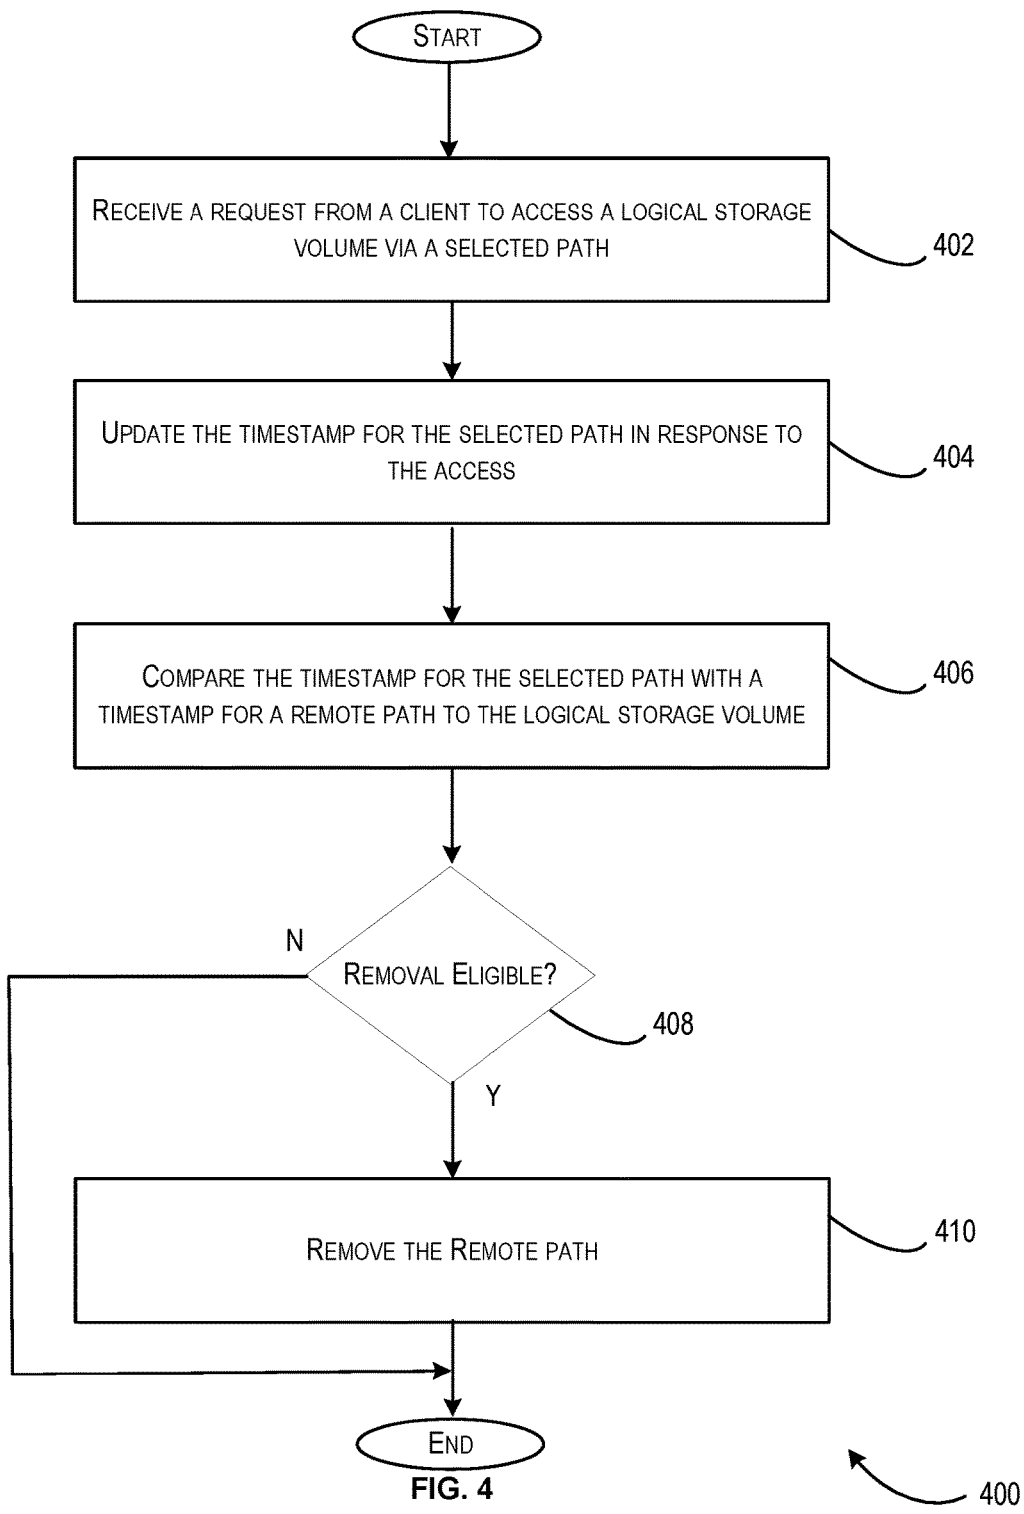 START
RECEIVE A REQUEST FROM A CLIENT TO ACCESS A LOGICAL STORAGE
VOLUME VIA A SELECTED PATH
402
UPDATE THE TIMESTAMP FOR THE SELECTED PATH IN RESPONSE TO
THE ACCESS
404
COMPARE THE TIMESTAMP FOR THE SELECTED PATH WITH A
TIMESTAMP FOR A REMOTE PATH TO THE LOGICAL STORAGE VOLUME
406
N
REMOVAL ELIGIBLE?
408
Y
REMOVE THE REMOTE PATH
410
END
FIG. 4
400